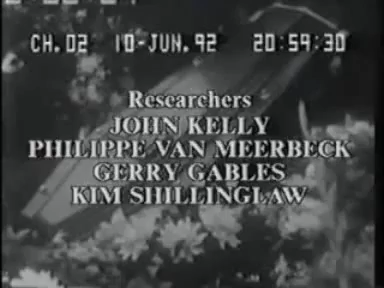 CH.02 10-JUN.92 20:59:30
Researchers
JOHN KELLY
PHILIPPE VAN MEERBECK
GERRY GABLES
KIM SHILLINGLAW